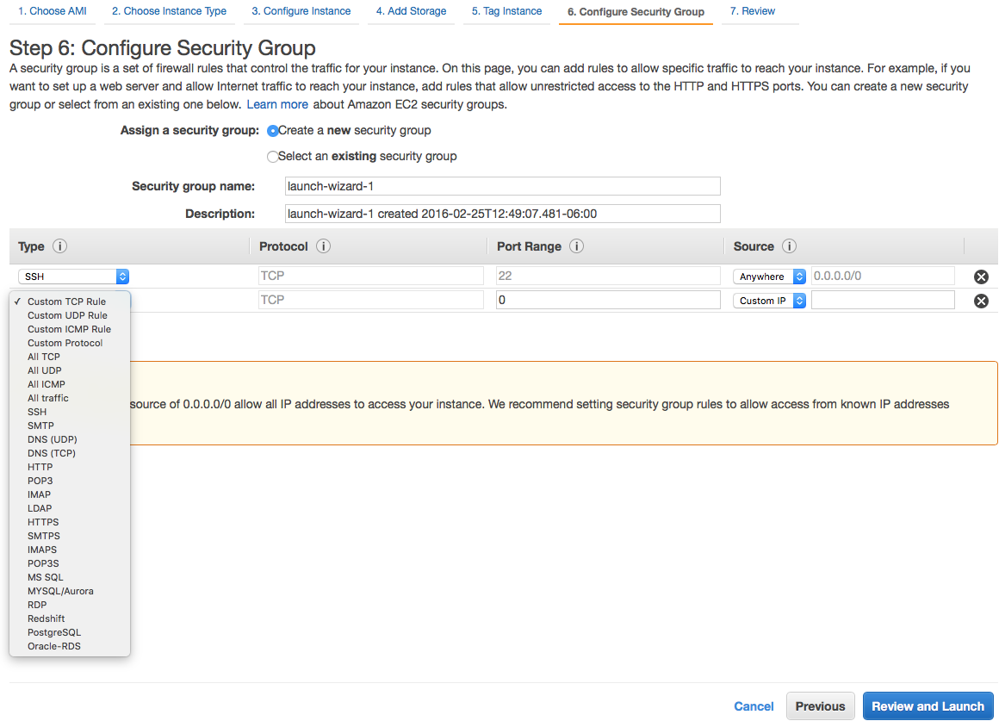 1. Choose AMI 2. Choose Instance Type 3. Configure Instance 4. Add Storage 5. Tag Instance 6. Configure Security Group 7. Review
Step 6: Configure Security Group
A security group is a set of firewall rules that control the traffic for your instance. On this page, you can add rules to allow specific traffic to reach your instance. For example, if you
want to set up a web server and allow Internet traffic to reach your instance, add rules that allow unrestricted access to the HTTP and HTTPS ports. You can create a new security
group or select from an existing one below. Learn more about Amazon EC2 security groups.
Assign a security group: Create a new security group
Select an existing security group
Security group name: launch-wizard-1
Description: launch-wizard-1 created 2016-02-25T12:49:07.481-06:00
Type i Protocol i Port Range i Source i
SSH TCP 22 Anywhere 0.0.0.0/0
TCP 0 Custom IP
✓ Custom TCP Rule
Custom UDP Rule
Custom ICMP Rule
Custom Protocol
All TCP
All UDP
All ICMP
All traffic
SSH
SMTP
DNS (UDP)
DNS (TCP)
HTTP
POP3
IMAP
LDAP
HTTPS
SMTPS
IMAPS
POP3S
MS SQL
MYSQL/Aurora
RDP
Redshift
PostgreSQL
Oracle-RDS
source of 0.0.0.0/0 allow all IP addresses to access your instance. We recommend setting security group rules to allow access from known IP addresses
Cancel Previous Review and Launch